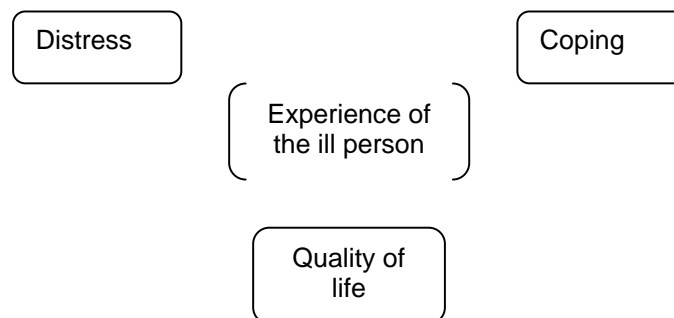 Distress
Coping
Experience of
the ill person
Quality of
life